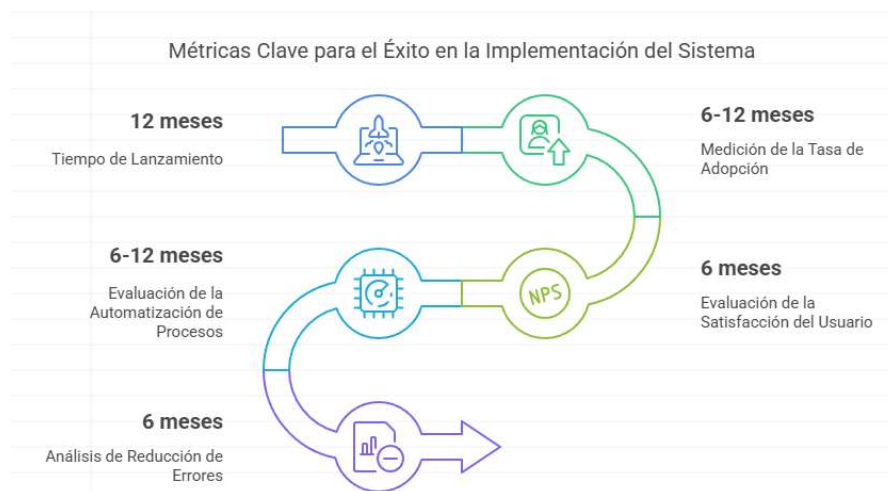 Métricas Clave para el Éxito en la Implementación del Sistema
12 meses
Tiempo de Lanzamiento
6-12 meses
Medición de la Tasa de
Adopción
6 meses
Evaluación de la
Satisfacción del Usuario
NPS
6-12 meses
Evaluación de la
Automatización de
Procesos
6 meses
Análisis de Reducción de
Errores